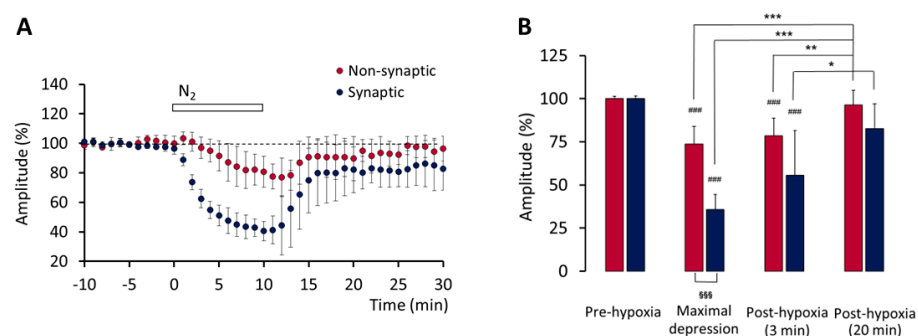 A
Non-synaptic
Synaptic
N2
Amplitude (%)
140
120
100
80
60
40
20
-10 -5 0 5 10 15 20 25 30
Time (min)
B
***
***
**
*
Amplitude (%)
125
100
75
50
25
0
###
###
###
###
§§§
Pre-hypoxia Maximal depression Post-hypoxia (3 min) Post-hypoxia (20 min)